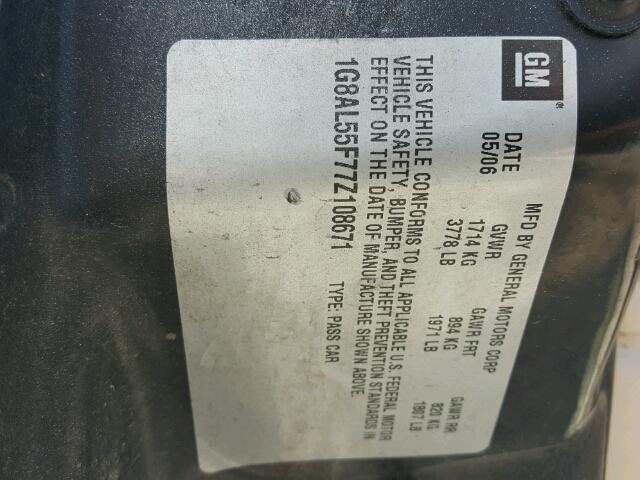 GM
®
MFD BY GENERAL MOTORS CORP
DATE GVWR GAWR FRT GAWR RR
05/06 1714 KG 894 KG 820 KG
3778 LB 1971 LB 1807 LB
THIS VEHICLE CONFORMS TO ALL APPLICABLE U.S. FEDERAL MOTOR
VEHICLE SAFETY, BUMPER, AND THEFT PREVENTION STANDARDS IN
EFFECT ON THE DATE OF MANUFACTURE SHOWN ABOVE.
1G8AL55F77Z108671 TYPE: PASS CAR